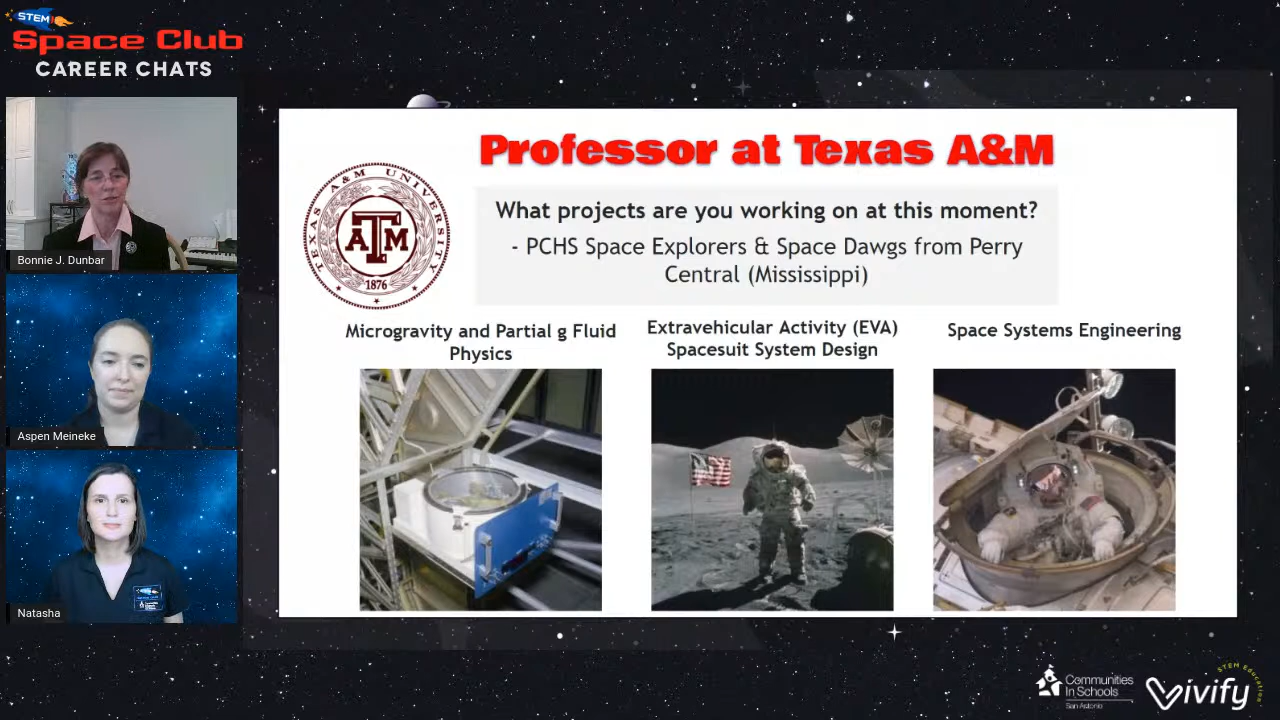 STEM
Space Club
CAREER CHATS
Bonnie J. Dunbar
Aspen Meineke
Natasha
Professor at Texas A&M
TEXAS A&M UNIVERSITY
ATM
1876
What projects are you working on at this moment?
- PCHS Space Explorers & Space Dawgs from Perry
Central (Mississippi)
Microgravity and Partial g Fluid
Physics
Extravehicular Activity (EVA)
Spacesuit System Design
Space Systems Engineering
Communities
In Schools
San Antonio
Vivify
STEM Education